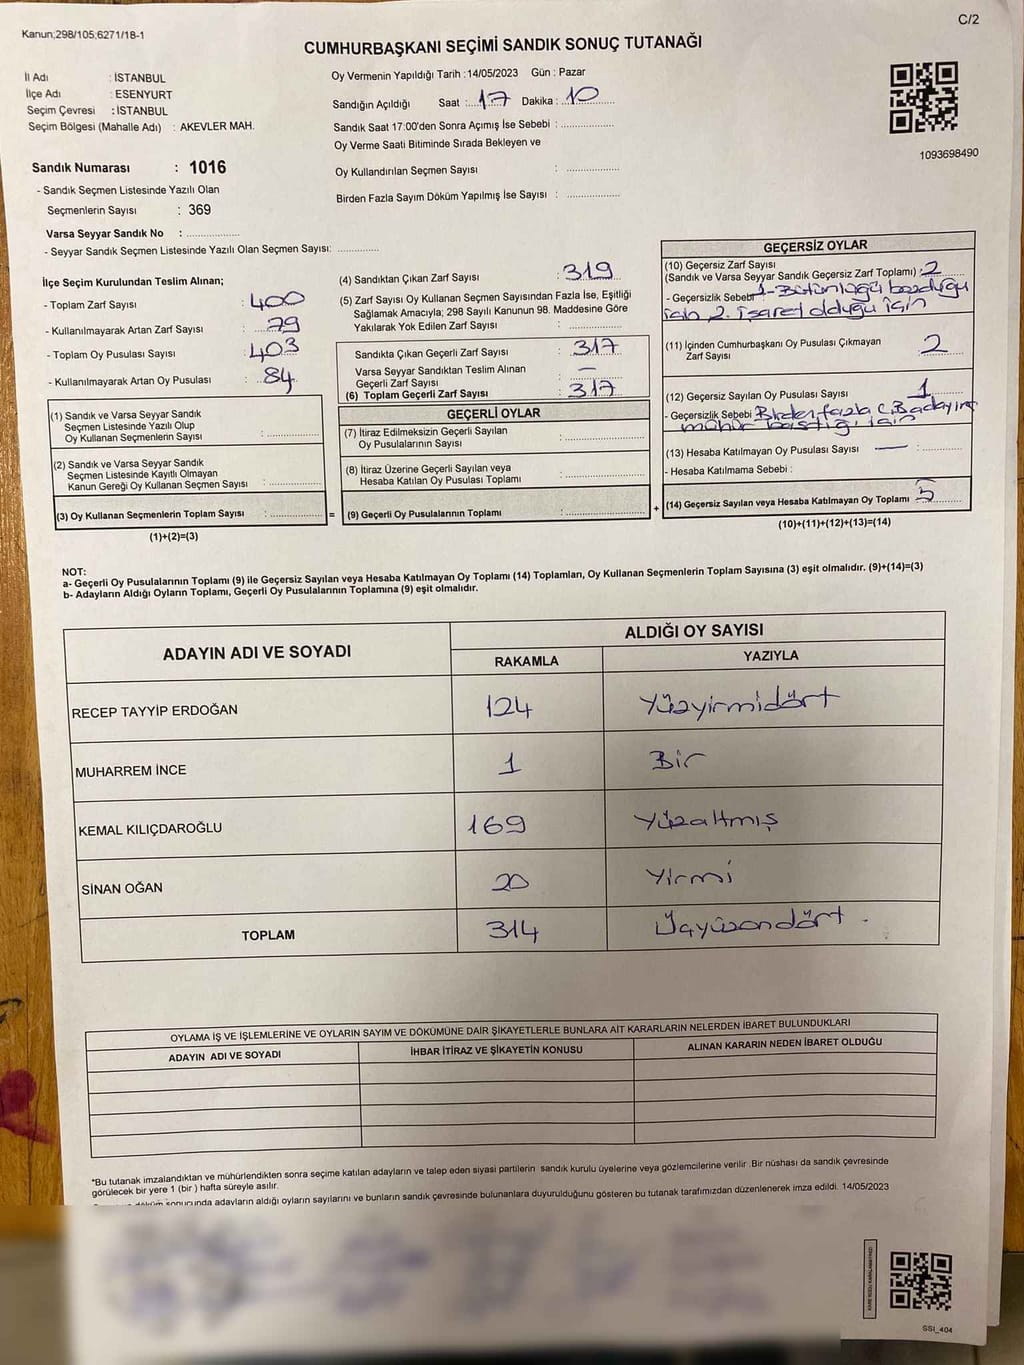 C/2
Kanun;298/105;6271/18-1
CUMHURBAŞKANI SEÇİMİ SANDIK SONUÇ TUTANAĞI
İl Adı : İSTANBUL
İlçe Adı : ESENYURT
Seçim Çevresi : İSTANBUL
Seçim Bölgesi (Mahalle Adı) : AKEVLER MAH.
Oy Vermenin Yapıldığı Tarih : 14/05/2023 Gün : Pazar
Sandığın Açıldığı Saat : 17 Dakika : 10
Sandık Saat 17:00'den Sonra Açımış İse Sebebi :
Oy Verme Saati Bitiminde Sırada Bekleyen ve
Oy Kullandırılan Seçmen Sayısı :
Birden Fazla Sayım Döküm Yapılmış İse Sayısı :
1093698490
Sandık Numarası : 1016
- Sandık Seçmen Listesinde Yazılı Olan
Seçmenlerin Sayısı : 369
Varsa Seyyar Sandık No :
- Seyyar Sandık Seçmen Listesinde Yazılı Olan Seçmen Sayısı:
İlçe Seçim Kurulundan Teslim Alınan;
- Toplam Zarf Sayısı : 400
- Kullanılmayarak Artan Zarf Sayısı : 79
- Toplam Oy Pusulası Sayısı : 403
- Kullanılmayarak Artan Oy Pusulası : 84
(1) Sandık ve Varsa Seyyar Sandık
Seçmen Listesinde Yazılı Olup
Oy Kullanan Seçmenlerin Sayısı :
(2) Sandık ve Varsa Seyyar Sandık
Seçmen Listesinde Kayıtlı Olmayan
Kanun Gereği Oy Kullanan Seçmen Sayısı :
(3) Oy Kullanan Seçmenlerin Toplam Sayısı :
=
(1)+(2)=(3)
(4) Sandıktan Çıkan Zarf Sayısı : 319
(5) Zarf Sayısı Oy Kullanan Seçmen Sayısından Fazla İse, Eşitliği
Sağlamak Amacıyla; 298 Sayılı Kanunun 98. Maddesine Göre
Yakılarak Yok Edilen Zarf Sayısı :
Sandıkta Çıkan Geçerli Zarf Sayısı : 317
Varsa Seyyar Sandıktan Teslim Alınan
Geçerli Zarf Sayısı : —
(6) Toplam Geçerli Zarf Sayısı : 317
GEÇERLİ OYLAR
(7) İtiraz Edilmeksizin Geçerli Sayılan
Oy Pusulalarının Sayısı :
(8) İtiraz Üzerine Geçerli Sayılan veya
Hesaba Katılan Oy Pusulası Toplamı :
(9) Geçerli Oy Pusulalarının Toplamı :
+
GEÇERSİZ OYLAR
(10) Geçersiz Zarf Sayısı
(Sandık ve Varsa Seyyar Sandık Geçersiz Zarf Toplamı) : 2
- Geçersizlik Sebebi 1-Bütünlüğü bozduğu
için 2. işaret olduğu için
(11) İçinden Cumhurbaşkanı Oy Pusulası Çıkmayan
Zarf Sayısı 2
(12) Geçersiz Sayılan Oy Pusulası Sayısı : 1
- Geçersizlik Sebebi Birden fazla C.B adayına
mühür bastığı için
(13) Hesaba Katılmayan Oy Pusulası Sayısı — :
- Hesaba Katılmama Sebebi :
(14) Geçersiz Sayılan veya Hesaba Katılmayan Oy Toplamı 5
(10)+(11)+(12)+(13)=(14)
NOT:
a- Geçerli Oy Pusulalarının Toplamı (9) ile Geçersiz Sayılan veya Hesaba Katılmayan Oy Toplamı (14) Toplamları, Oy Kullanan Seçmenlerin Toplam Sayısına (3) eşit olmalıdır. (9)+(14)=(3)
b- Adayların Aldığı Oyların Toplamı, Geçerli Oy Pusulalarının Toplamına (9) eşit olmalıdır.
ADAYIN ADI VE SOYADI
ALDIĞI OY SAYISI
RAKAMLA YAZIYLA
RECEP TAYYİP ERDOĞAN 124 Yüzyirmidört
MUHARREM İNCE 1 Bir
KEMAL KILIÇDAROĞLU 169 Yüzaltmış
SİNAN OĞAN 20 Yirmi
TOPLAM 314 Üçyüzondört
OYLAMA İŞ VE İŞLEMLERİNE VE OYLARIN SAYIM VE DÖKÜMÜNE DAİR ŞİKAYETLERLE BUNLARA AİT KARARLARIN NELERDEN İBARET BULUNDUKLARI
ADAYIN ADI VE SOYADI İHBAR İTİRAZ VE ŞİKAYETİN KONUSU ALINAN KARARIN NEDEN İBARET OLDUĞU
*Bu tutanak imzalandıktan ve mühürlendikten sonra seçime katılan adayların ve talep eden siyasi partilerin sandık kurulu üyelerine veya gözlemcilerine verilir .Bir nüshası da sandık çevresinde
görülecek bir yere 1 (bir ) hafta süreyle asılır.
döküm sonucunda adayların aldığı oyların sayılarını ve bunların sandık çevresinde bulunanlara duyurulduğunu gösteren bu tutanak tarafımızdan düzenlenerek imza edildi. 14/05/2023
SSI_404